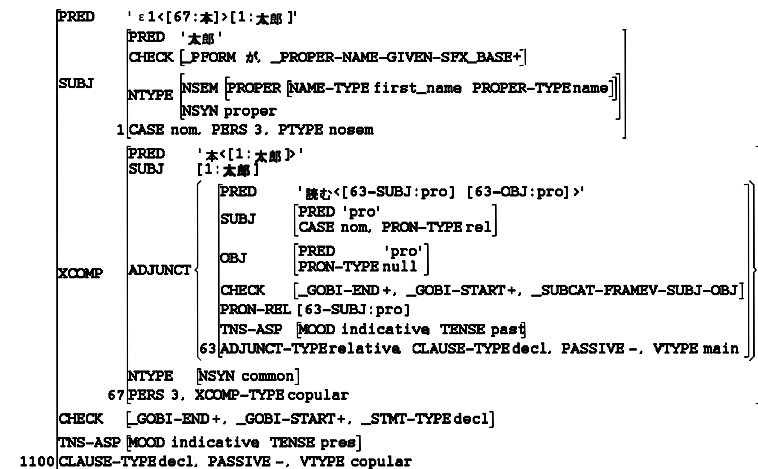 PRED 'ε1<[67:本]>[1:太郎]'
PRED '太郎'
CHECK [_PFORM が, _PROPER-NAME-GIVEN-SFX_BASE+]
SUBJ
NTYPE [NSEM [PROPER [NAME-TYPE first_name PROPER-TYPE name]]
NSYN proper]
1 CASE nom, PERS 3, PTYPE nosem
PRED '本<[1:太郎]>'
SUBJ [1:太郎]
PRED '読む<[63-SUBJ:pro] [63-OBJ:pro]>'
SUBJ [PRED 'pro'
CASE nom, PRON-TYPE rel]
OBJ [PRED 'pro'
PRON-TYPE null]
XCOMP ADJUNCT
CHECK [_GOBI-END+, _GOBI-START+, _SUBCAT-FRAMEV-SUBJ-OBJ]
PRON-REL [63-SUBJ:pro]
TNS-ASP [MOOD indicative, TENSE past]
63 ADJUNCT-TYPE relative, CLAUSE-TYPE decl, PASSIVE -, VTYPE main
NTYPE [NSYN common]
67 PERS 3, XCOMP-TYPE copular
CHECK [_GOBI-END+, _GOBI-START+, _STMT-TYPE decl]
TNS-ASP [MOOD indicative, TENSE pres]
1100 CLAUSE-TYPE decl, PASSIVE -, VTYPE copular